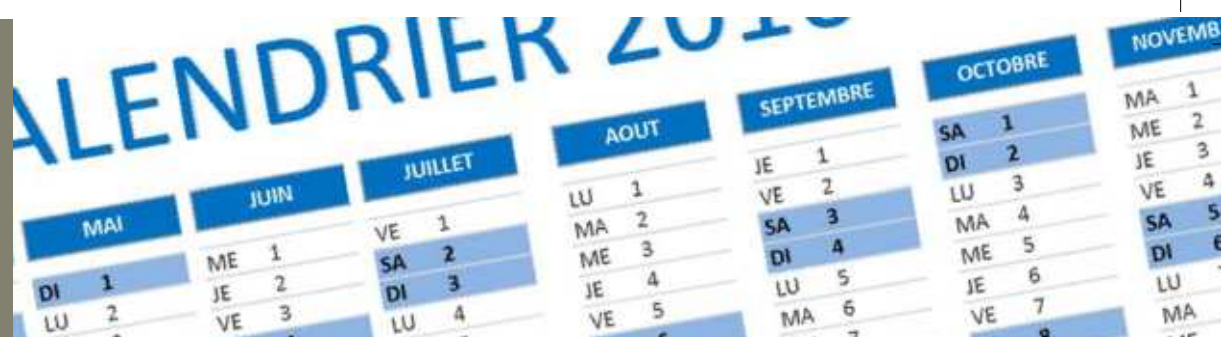 ALENDRIER 2016
MAI
DI 1
LU 2
JUIN
ME 1
JE 2
VE 3
JUILLET
VE 1
SA 2
DI 3
LU 4
AOUT
LU 1
MA 2
ME 3
JE 4
VE 5
SEPTEMBRE
JE 1
VE 2
SA 3
DI 4
LU 5
MA 6
7
OCTOBRE
SA 1
DI 2
LU 3
MA 4
ME 5
JE 6
VE 7
8
NOVEMB
MA 1
ME 2
JE 3
VE 4
SA 5
DI 6
LU
MA